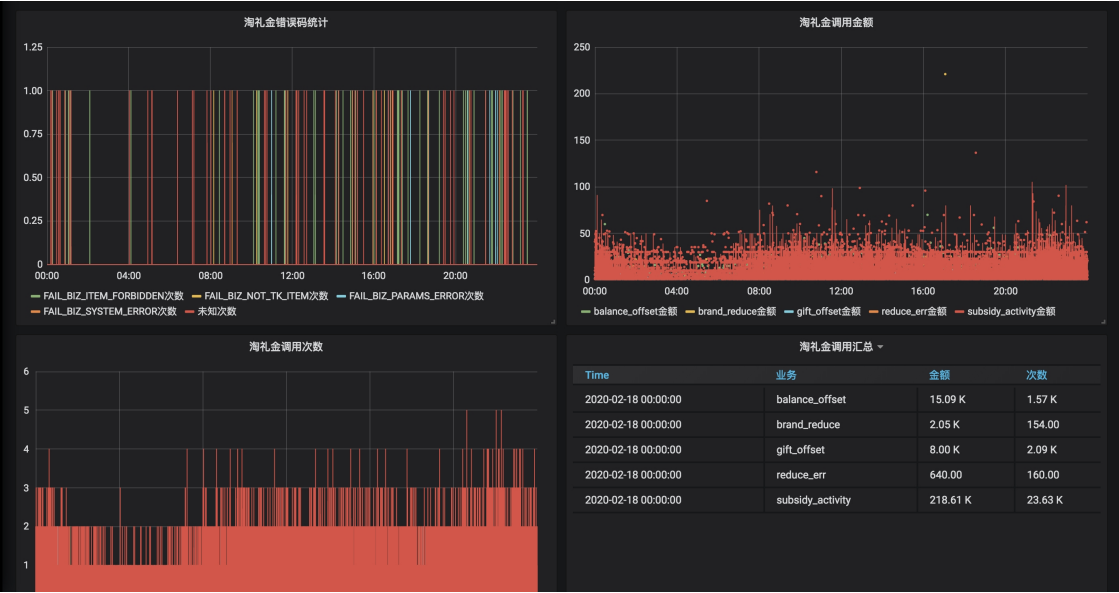 淘礼金错误码统计
1.25
1.00
0.75
0.50
0.25
0
00:00 04:00 08:00 12:00 16:00 20:00
FAIL_BIZ_ITEM_FORBIDDEN次数 FAIL_BIZ_NOT_TK_ITEM次数 FAIL_BIZ_PARAMS_ERROR次数
FAIL_BIZ_SYSTEM_ERROR次数 未知次数
淘礼金调用金额
250
200
150
100
50
0
00:00 04:00 08:00 12:00 16:00 20:00
balance_offset金额 brand_reduce金额 gift_offset金额 reduce_err金额 subsidy_activity金额
淘礼金调用次数
6
5
4
3
2
1
淘礼金调用汇总
Time 业务 金额 次数
2020-02-18 00:00:00 balance_offset 15.09 K 1.57 K
2020-02-18 00:00:00 brand_reduce 2.05 K 154.00
2020-02-18 00:00:00 gift_offset 8.00 K 2.09 K
2020-02-18 00:00:00 reduce_err 640.00 160.00
2020-02-18 00:00:00 subsidy_activity 218.61 K 23.63 K